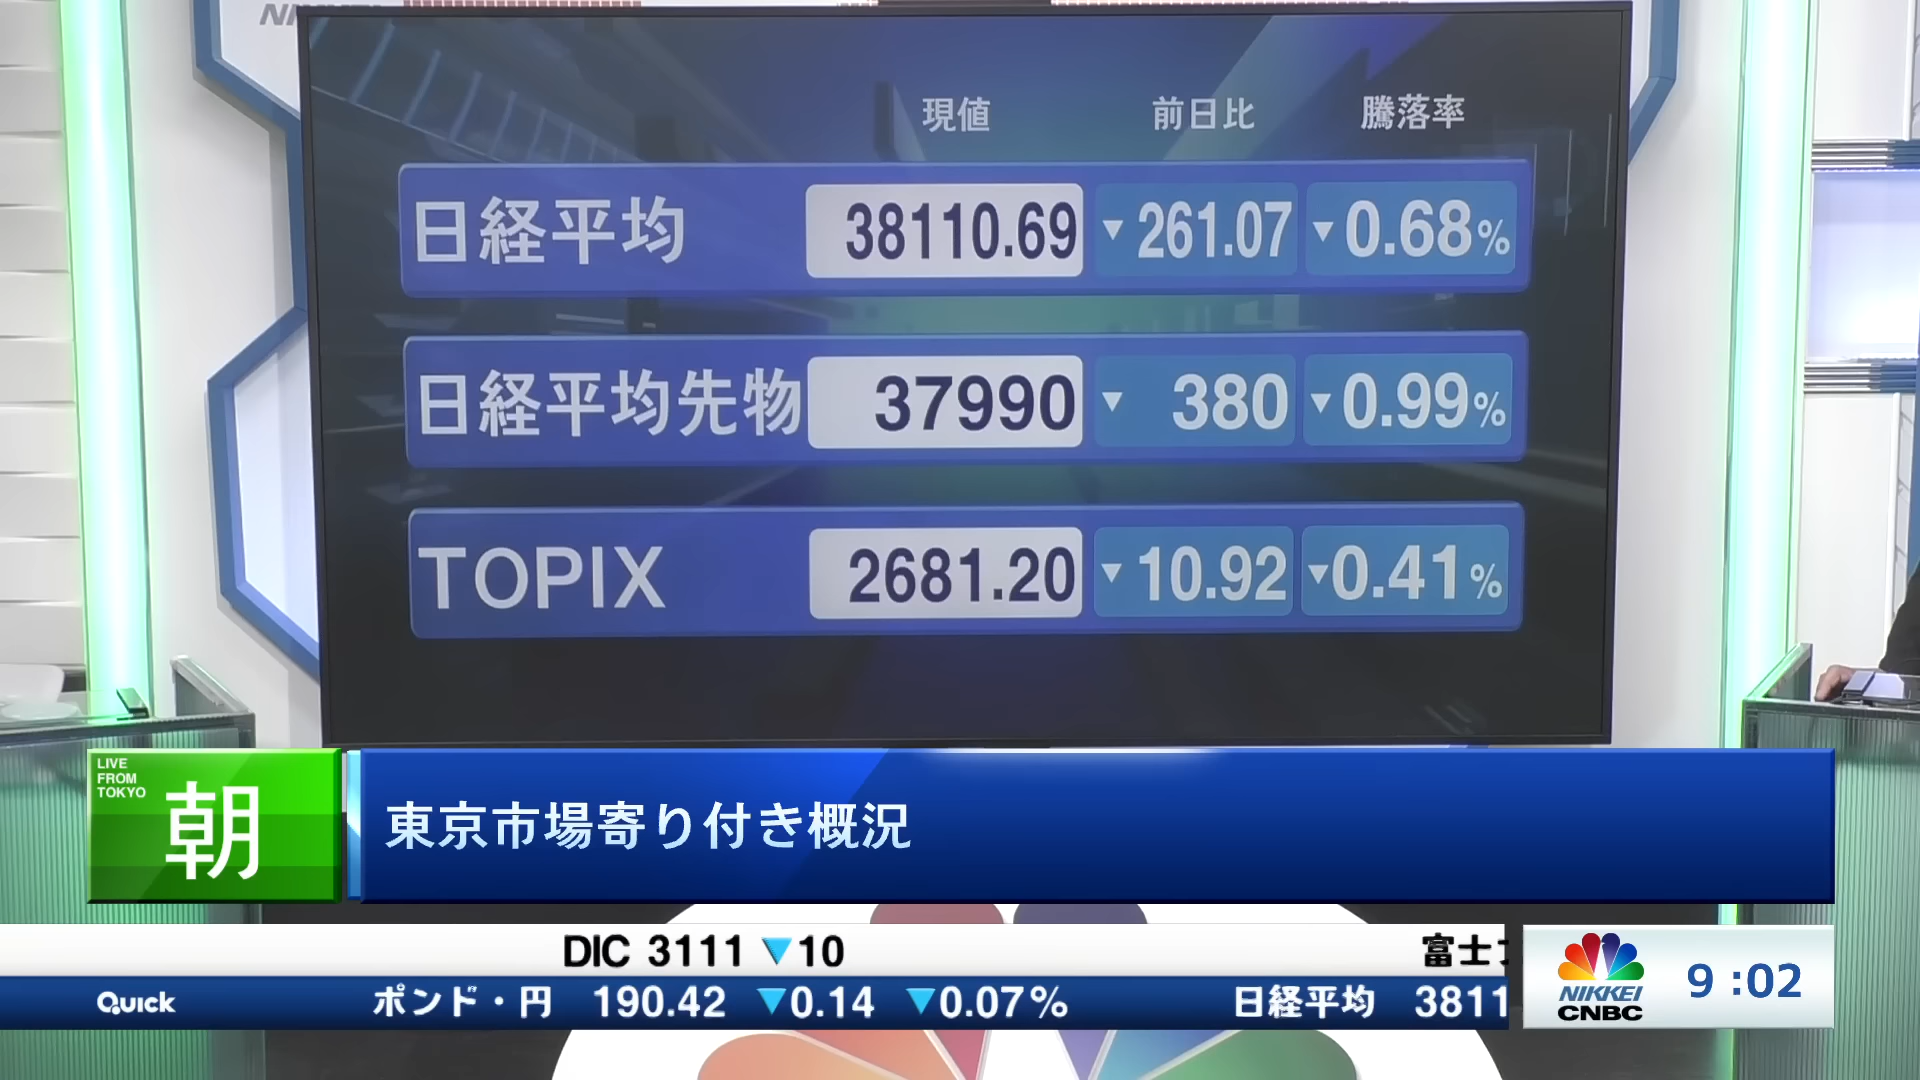 現値 前日比 騰落率
日経平均 38110.69 ▼261.07 ▼0.68%
日経平均先物 37990 ▼380 ▼0.99%
TOPIX 2681.20 ▼10.92 ▼0.41%
LIVE
FROM
TOKYO
朝
東京市場寄り付き概況
DIC 3111 ▼10 富士
Quick ポンド・円 190.42 ▼0.14 ▼0.07% 日経平均 3811
NIKKEI
CNBC
9:02